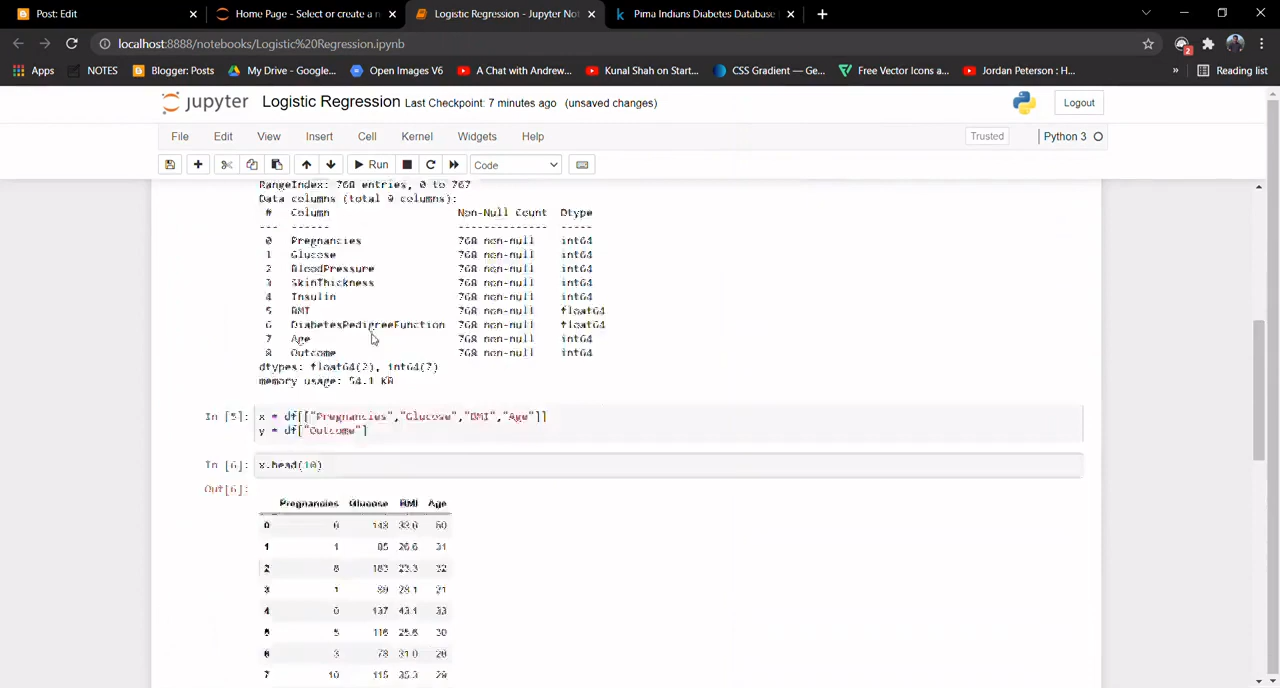 Post: Edit
Home Page - Select or create a n
Logistic Regression - Jupyter Not
Pima Indians Diabetes Database
localhost:8888/notebooks/Logistic%20Regression.ipynb
2
Apps
NOTES
Blogger: Posts
My Drive - Google...
Open Images V6
A Chat with Andrew...
Kunal Shah on Start...
CSS Gradient — Ge...
Free Vector Icons a...
Jordan Peterson : H...
»
Reading list
jupyter
Logistic Regression Last Checkpoint: 7 minutes ago (unsaved changes)
Logout
File Edit View Insert Cell Kernel Widgets Help
Trusted
Python 3
Run
Code
RangeIndex: 768 entries, 0 to 767
Data columns (total 9 columns):
# Column Non-Null Count Dtype
--- ------ -------------- -----
0 Pregnancies 768 non-null int64
1 Glucose 768 non-null int64
2 BloodPressure 768 non-null int64
3 SkinThickness 768 non-null int64
4 Insulin 768 non-null int64
5 BMI 768 non-null float64
6 DiabetesPedigreeFunction 768 non-null float64
7 Age 768 non-null int64
8 Outcome 768 non-null int64
dtypes: float64(2), int64(7)
memory usage: 54.1 KB
In [5]: x = df[["Pregnancies","Glucose","BMI","Age"]]
y = df["Outcome"]
In [6]: x.head(10)
Out[6]:
Pregnancies Glucose BMI Age
0 6 148 33.6 50
1 1 85 26.6 31
2 8 183 23.3 32
3 1 89 28.1 21
4 0 137 43.1 33
5 5 116 25.6 30
6 3 78 31.0 26
7 10 115 35.3 29